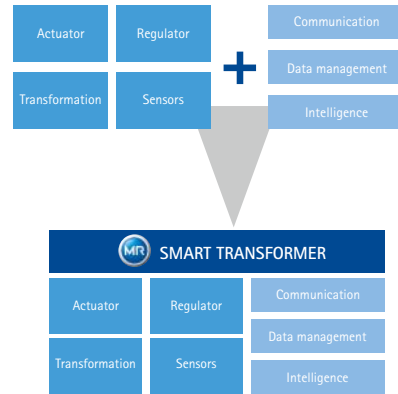 Actuator
Regulator
Communication
+
Data management
Transformation
Sensors
Intelligence
MR SMART TRANSFORMER
Actuator
Regulator
Communication
Data management
Transformation
Sensors
Intelligence